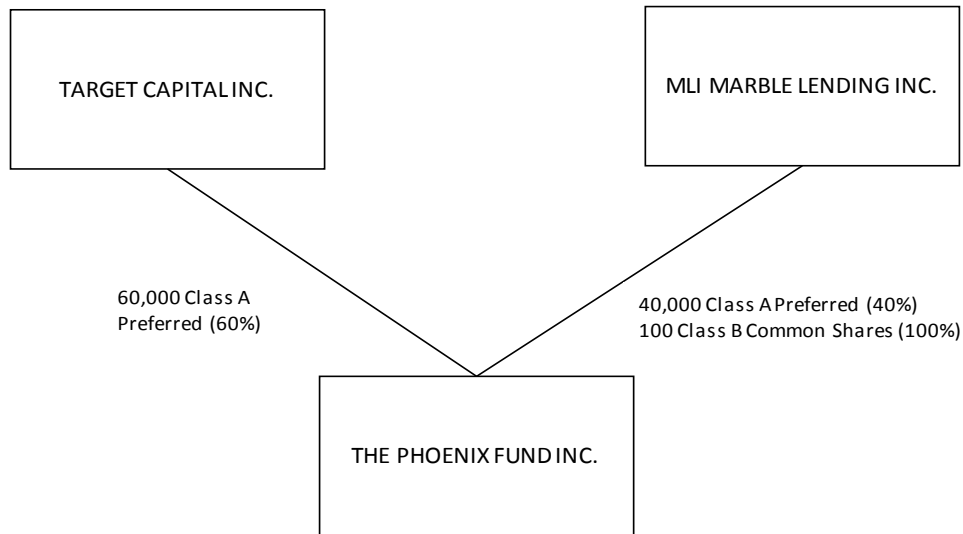 TARGET CAPITAL INC.
MLI MARBLE LENDING INC.
60,000 Class A
Preferred (60%)
40,000 Class A Preferred (40%)
100 Class B Common Shares (100%)
THE PHOENIX FUND INC.